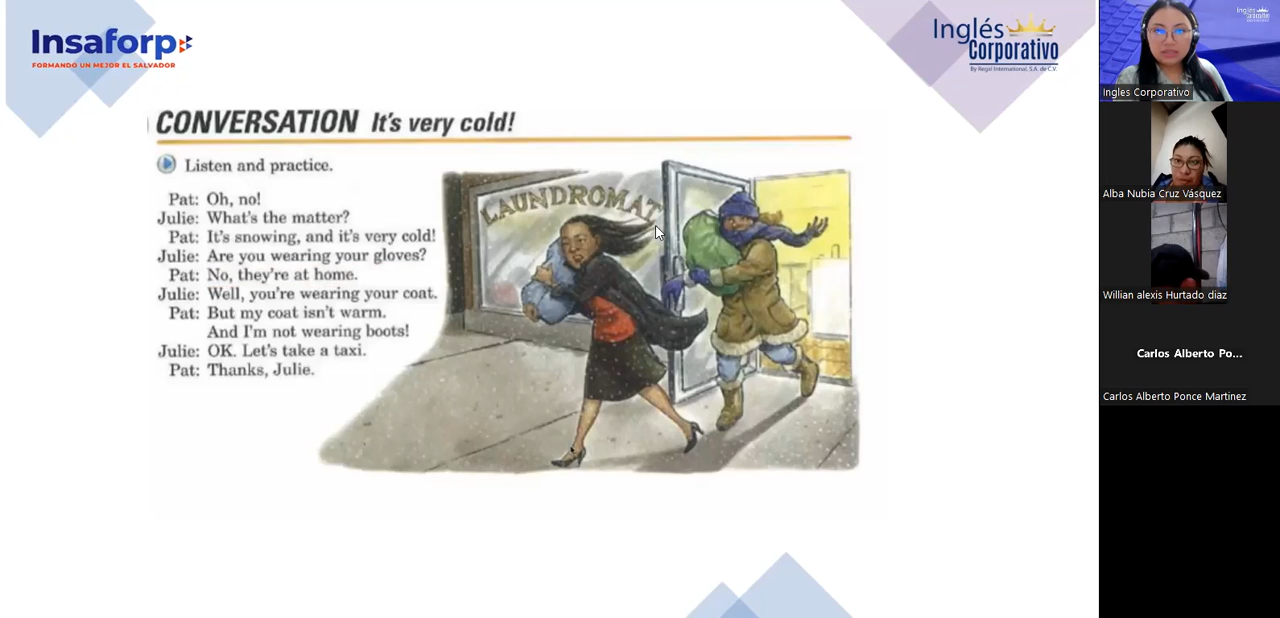 Insaforp
FORMANDO UN MEJOR EL SALVADOR
Inglés
Corporativo
By Regal International, S.A. de C.V.
CONVERSATION It's very cold!
Listen and practice.
Pat: Oh, no!
Julie: What's the matter?
Pat: It's snowing, and it's very cold!
Julie: Are you wearing your gloves?
Pat: No, they're at home.
Julie: Well, you're wearing your coat.
Pat: But my coat isn't warm.
And I'm not wearing boots!
Julie: OK. Let's take a taxi.
Pat: Thanks, Julie.
LAUNDROMAT
Inglés
Ingles Corporativo
Alba Nubia Cruz Vásquez
Willian alexis Hurtado diaz
Carlos Alberto Po...
Carlos Alberto Ponce Martinez